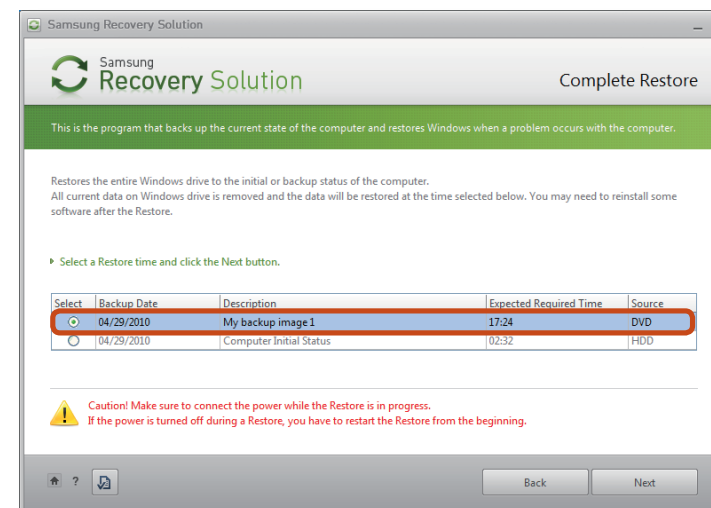 Samsung Recovery Solution
Samsung
Recovery Solution
Complete Restore
This is the program that backs up the current state of the computer and restores Windows when a problem occurs with the computer.
Restores the entire Windows drive to the initial or backup status of the computer.
All current data on Windows drive is removed and the data will be restored at the time selected below. You may need to reinstall some
software after the Restore.
Select a Restore time and click the Next button.
Select Backup Date Description Expected Required Time Source
04/29/2010 My backup image 1 17:24 DVD
04/29/2010 Computer Initial Status 02:32 HDD
Caution! Make sure to connect the power while the Restore is in progress.
If the power is turned off during a Restore, you have to restart the Restore from the beginning.
? Back Next